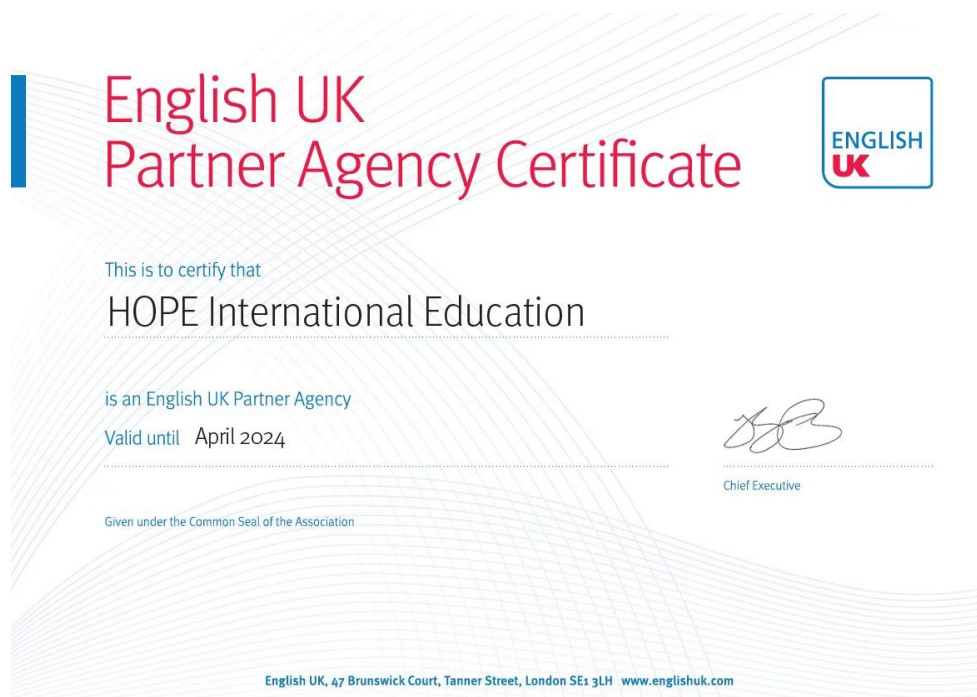 English UK
Partner Agency Certificate
ENGLISH
UK
This is to certify that
HOPE International Education
is an English UK Partner Agency
Valid until April 2024
Chief Executive
Given under the Common Seal of the Association
English UK, 47 Brunswick Court, Tanner Street, London SE1 3LH www.englishuk.com